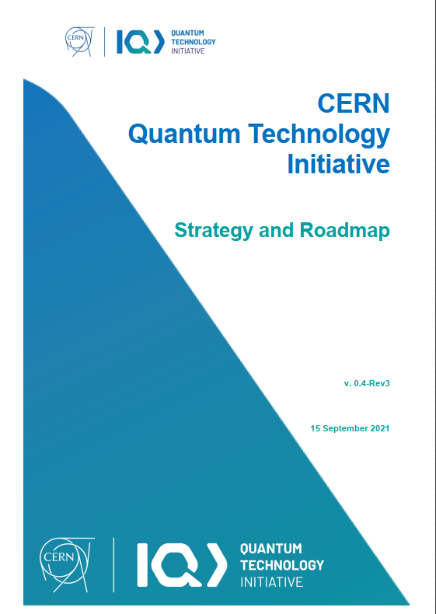 CERN
QUANTUM
TECHNOLOGY
INITIATIVE
CERN
Quantum Technology
Initiative
Strategy and Roadmap
v. 0.4-Rev3
15 September 2021
CERN
QUANTUM
TECHNOLOGY
INITIATIVE